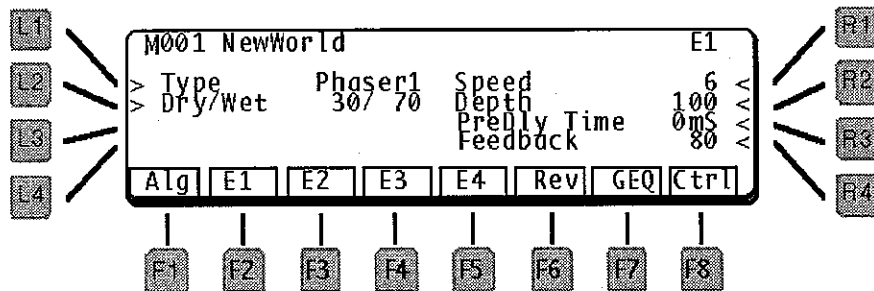 L1
L2
L3
L4
M001 NewWorld E1
> Type Phaser1 Speed 6 <
> Dry/Wet 30/ 70 Depth 100 <
PreDly Time 0mS <
Feedback 80 <
Alg E1 E2 E3 E4 Rev GEQ Ctrl
F1 F2 F3 F4 F5 F6 F7 F8
R1
R2
R3
R4